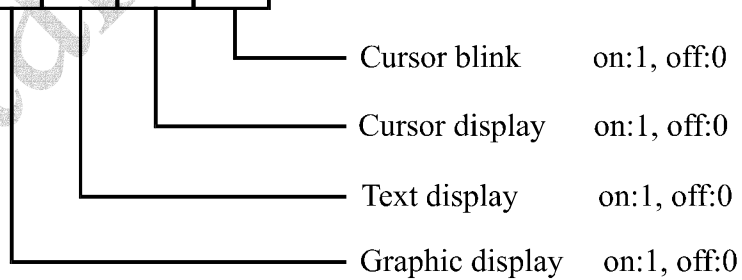 Cursor blink on:1, off:0
Cursor display on:1, off:0
Text display on:1, off:0
Graphic display on:1, off:0